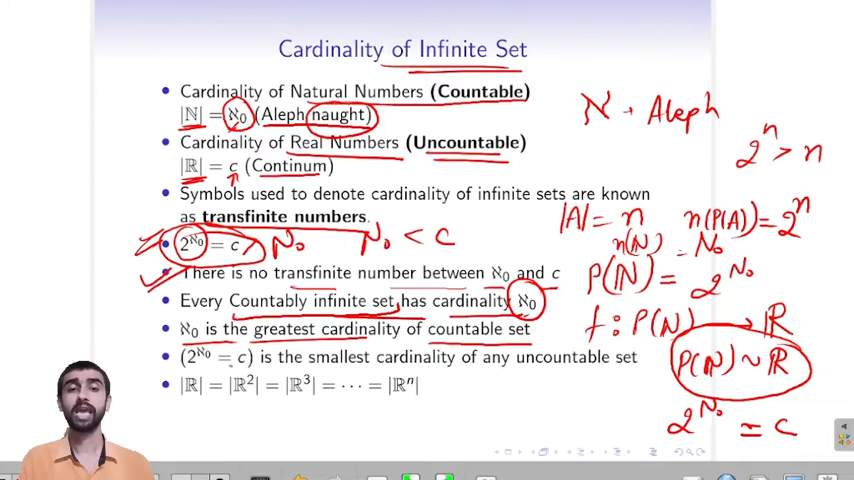 Cardinality of Infinite Set
• Cardinality of Natural Numbers (Countable)
|ℕ| = ℵ₀ (Aleph naught)
• Cardinality of Real Numbers (Uncountable)
|ℝ| = c (Continum)
• Symbols used to denote cardinality of infinite sets are known
as transfinite numbers.
• 2^ℵ₀ = c > ℵ₀ ℵ₀ < c
• There is no transfinite number between ℵ₀ and c
• Every Countably infinite set has cardinality ℵ₀
• ℵ₀ is the greatest cardinality of countable set
• (2^ℵ₀ = c) is the smallest cardinality of any uncountable set
• |ℝ| = |ℝ²| = |ℝ³| = ··· = |ℝⁿ|
ℵ → Aleph
2ⁿ > n
|A| = n n(P(A)) = 2ⁿ
n(ℕ) = ℵ₀
P(ℕ) = 2^ℵ₀
f : P(ℕ) → ℝ
P(ℕ) ~ ℝ
2^ℵ₀ = c